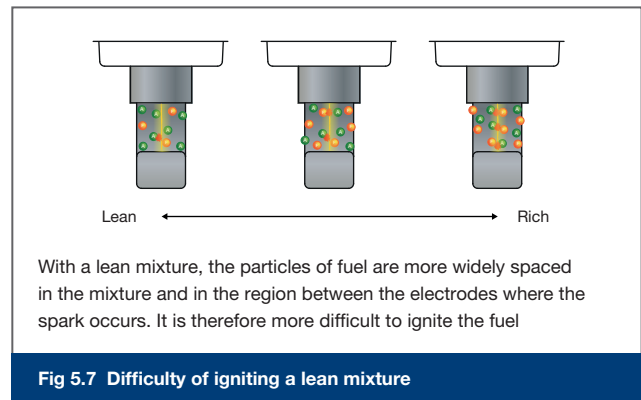 Lean
Rich
With a lean mixture, the particles of fuel are more widely spaced
in the mixture and in the region between the electrodes where the
spark occurs. It is therefore more difficult to ignite the fuel
Fig 5.7 Difficulty of igniting a lean mixture